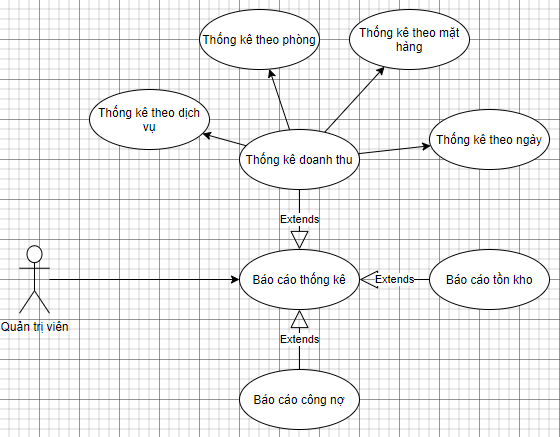 Thống kê theo phòng
Thống kê theo mặt
hàng
Thống kê theo dịch
vụ
Thống kê doanh thu
Thống kê theo ngày
Extends
Báo cáo thống kê
Extends
Báo cáo tồn kho
Quản trị viên
Extends
Báo cáo công nợ